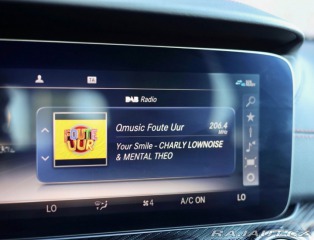 16
DAB Radio
FOUTE
UUR
Qmusic Foute Uur
206.4
MHz
Your Smile - CHARLY LOWNOISE
& MENTAL THEO
LO
4
A/C ON
LO